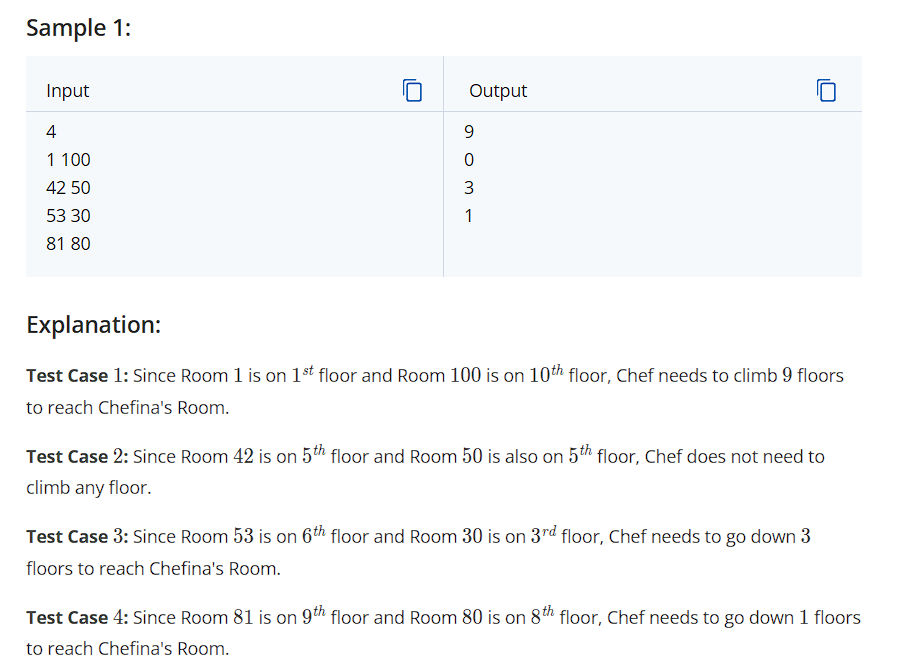 Sample 1:
Input
Output
4
9
1 100
0
42 50
3
53 30
1
81 80
Explanation:
Test Case 1: Since Room 1 is on 1st floor and Room 100 is on 10th floor, Chef needs to climb 9 floors
to reach Chefina's Room.
Test Case 2: Since Room 42 is on 5th floor and Room 50 is also on 5th floor, Chef does not need to
climb any floor.
Test Case 3: Since Room 53 is on 6th floor and Room 30 is on 3rd floor, Chef needs to go down 3
floors to reach Chefina's Room.
Test Case 4: Since Room 81 is on 9th floor and Room 80 is on 8th floor, Chef needs to go down 1 floors
to reach Chefina's Room.